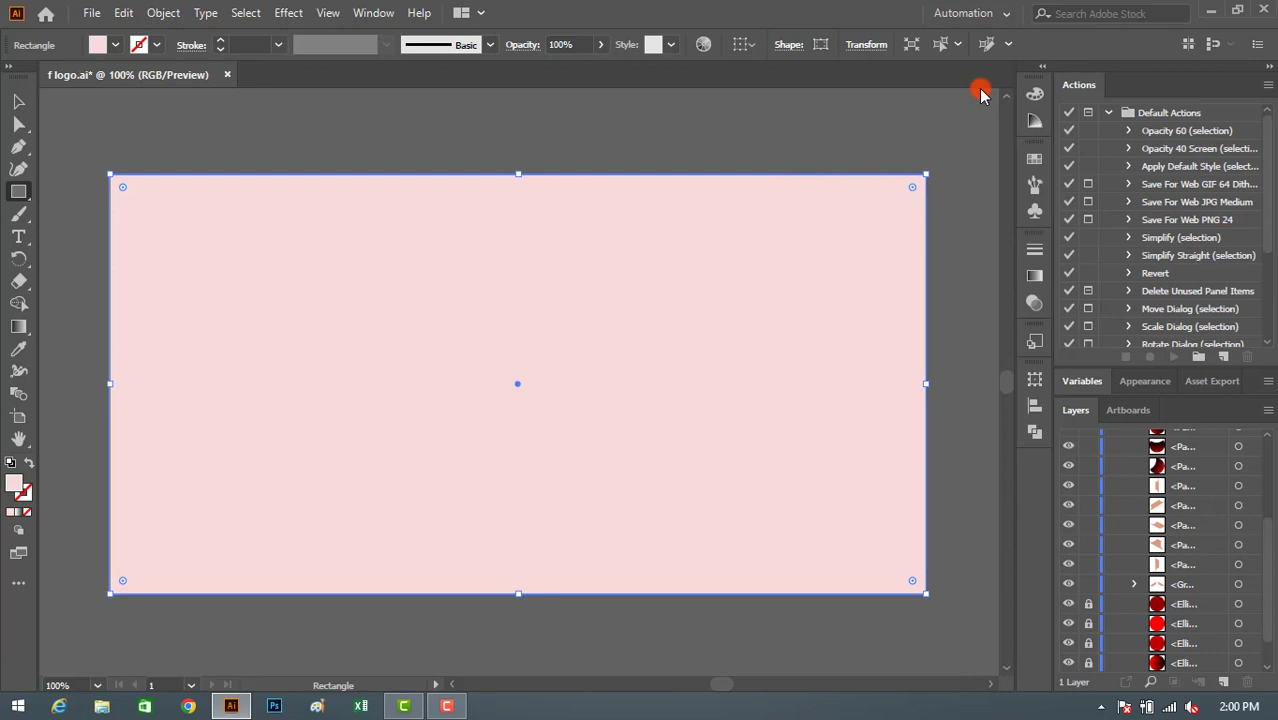 Ai File Edit Object Type Select Effect View Window Help Automation Search Adobe Stock
Rectangle Stroke: Basic Opacity: 100% Style: Shape: Transform
f logo.ai* @ 100% (RGB/Preview) ×
Actions
Default Actions
Opacity 60 (selection)
Opacity 40 Screen (selecti...
Apply Default Style (select...
Save For Web GIF 64 Dith...
Save For Web JPG Medium
Save For Web PNG 24
Simplify (selection)
Simplify Straight (selection)
Revert
Delete Unused Panel Items
Move Dialog (selection)
Scale Dialog (selection)
Rotate Dialog (selection)
Variables Appearance Asset Export
Layers Artboards
<Pa...
<Pa...
<Pa...
<Pa...
<Pa...
<Pa...
<Pa...
<Gr...
<Elli...
<Elli...
<Elli...
<Elli...
1 Layer
100% 1 Rectangle
Ai Ps 2:00 PM